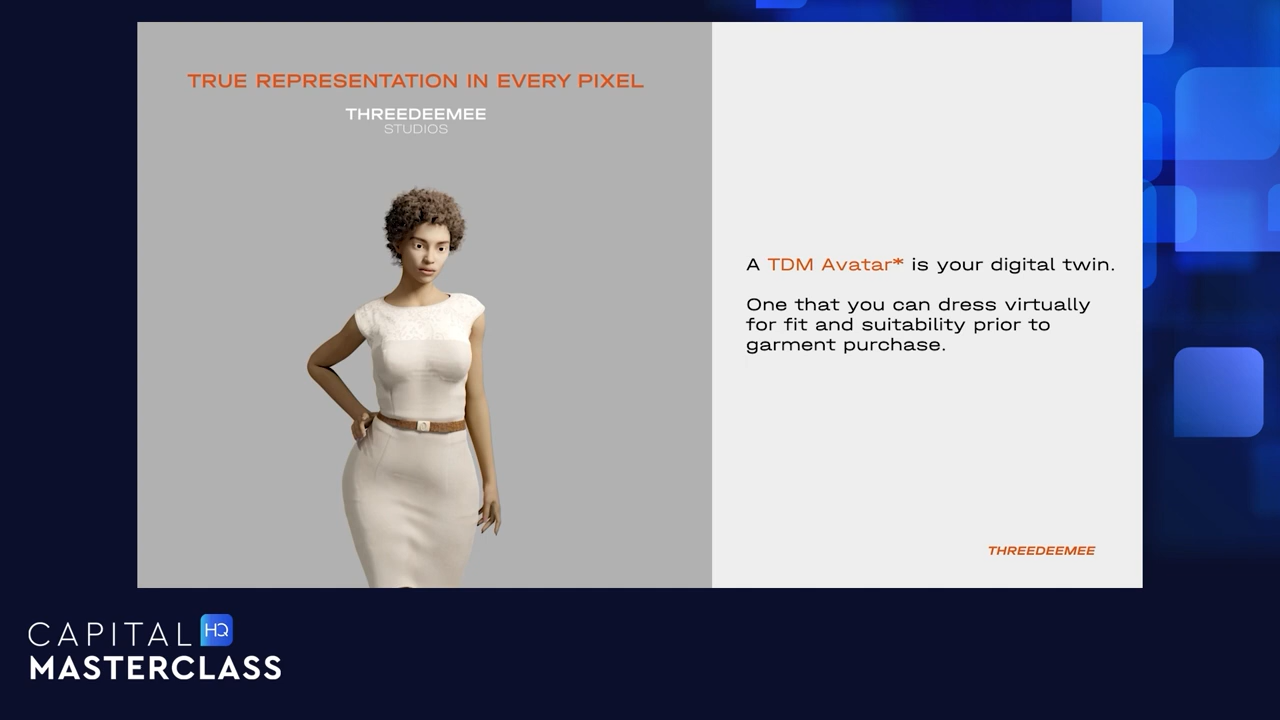 TRUE REPRESENTATION IN EVERY PIXEL
THREEDEEMEE
STUDIOS
A TDM Avatar* is your digital twin.
One that you can dress virtually
for fit and suitability prior to
garment purchase.
THREEDEEMEE
CAPITAL HQ
MASTERCLASS